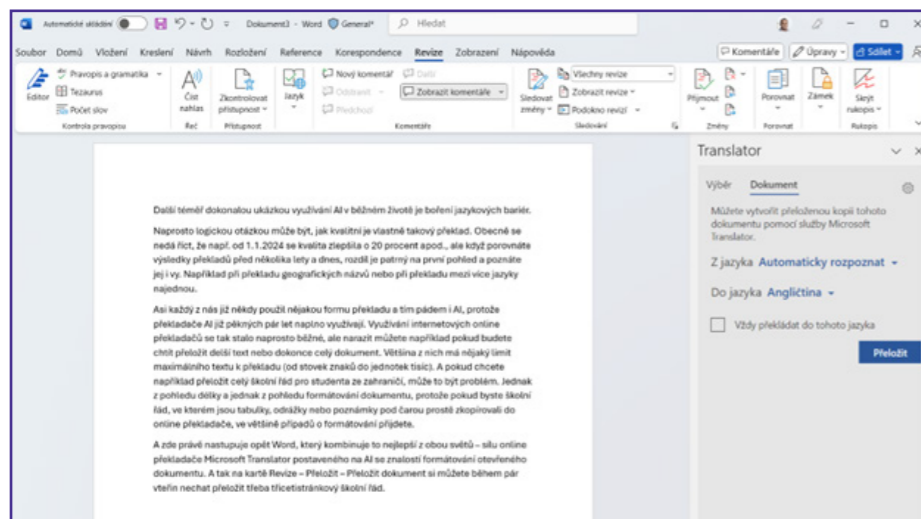 Automatické ukládání Dokument3 - Word General* Hledat
Soubor Domů Vložení Kreslení Návrh Rozložení Reference Korespondence Revize Zobrazení Nápověda Komentáře Úpravy Sdílet
Editor
Pravopis a gramatika
Tezaurus
Počet slov
Kontrola pravopisu
Číst nahlas
Řeč
Zkontrolovat přístupnost
Přístupnost
Jazyk
Nový komentář
Odstranit
Předchozí
Další
Zobrazit komentáře
Komentáře
Sledovat změny
Všechny revize
Zobrazit revize
Podokno revizí
Sledování
Přijmout
Změny
Porovnat
Porovnat
Zámek
Skrýt rukopis
Rukopis
Další téměř dokonalou ukázkou využívání AI v běžném životě je boření jazykových bariér.
Naprosto logickou otázkou může být, jak kvalitní je vlastně takový překlad. Obecně se
nedá říct, že např. od 1.1.2024 se kvalita zlepšila o 20 procent apod., ale když porovnáte
výsledky překladů před několika lety a dnes, rozdíl je patrný na první pohled a poznáte
jej i vy. Například při překladu geografických názvů nebo při překladu mezi více jazyky
najednou.
Asi každý z nás již někdy použil nějakou formu překladu a tím pádem i AI, protože
překladače AI již pěkných pár let naplno využívají. Využívání internetových online
překladačů se tak stalo naprosto běžné, ale narazit můžete například pokud budete
chtít přeložit delší text nebo dokonce celý dokument. Většina z nich má nějaký limit
maximálního textu k překladu (od stovek znaků do jednotek tisíc). A pokud chcete
například přeložit celý školní řád pro studenta ze zahraničí, může to být problém. Jednak
z pohledu délky a jednak z pohledu formátování dokumentu, protože pokud byste školní
řád, ve kterém jsou tabulky, odrážky nebo poznámky pod čarou prostě zkopírovali do
online překladače, ve většině případů o formátování přijdete.
A zde právě nastupuje opět Word, který kombinuje to nejlepší z obou světů – sílu online
překladače Microsoft Translator postaveného na AI se znalostí formátování otevřeného
dokumentu. A tak na kartě Revize – Přeložit – Přeložit dokument si můžete během pár
vteřin nechat přeložit třeba třicetistránkový školní řád.
Translator
Výběr Dokument
Můžete vytvořit přeloženou kopii tohoto
dokumentu pomocí služby Microsoft
Translator.
Z jazyka Automaticky rozpoznat
Do jazyka Angličtina
Vždy překládat do tohoto jazyka
Přeložit